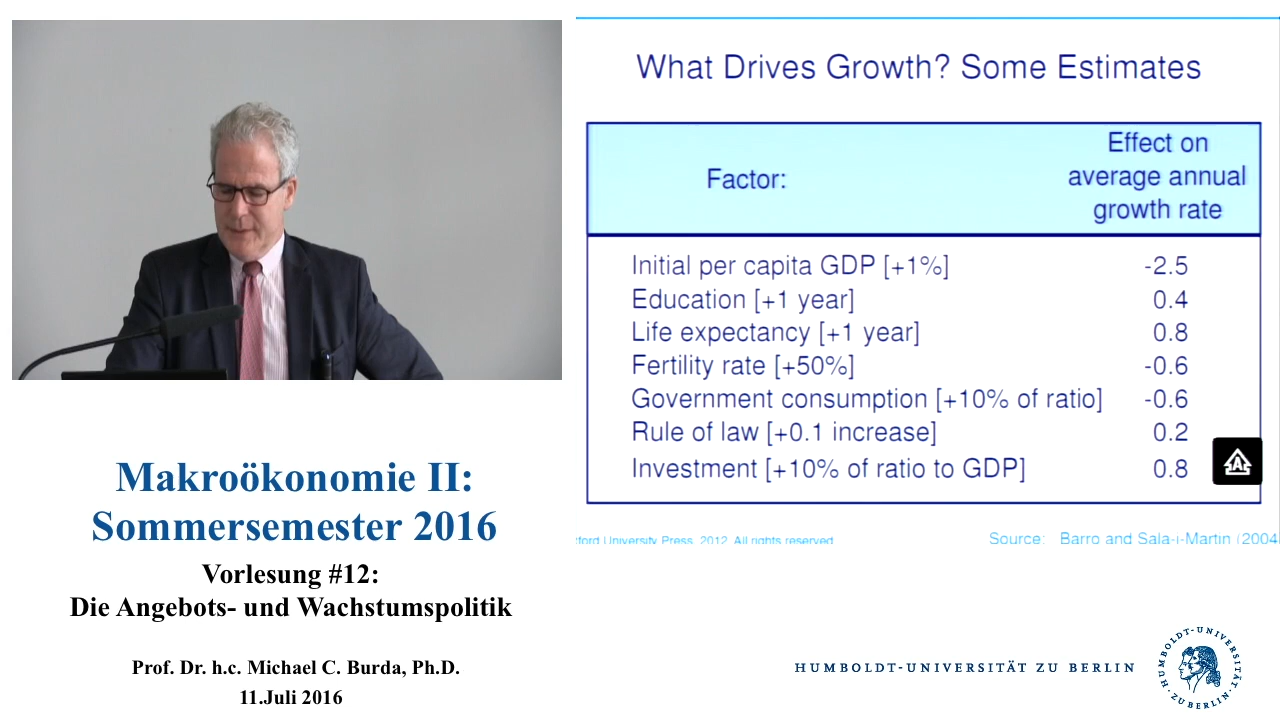 What Drives Growth? Some Estimates
Factor:
Effect on
average annual
growth rate
Initial per capita GDP [+1%] -2.5
Education [+1 year] 0.4
Life expectancy [+1 year] 0.8
Fertility rate [+50%] -0.6
Government consumption [+10% of ratio] -0.6
Rule of law [+0.1 increase] 0.2
Investment [+10% of ratio to GDP] 0.8
A
University Press, 2012. All rights reserved
Source: Barro and Sala-i-Martin (2004
Makroökonomie II:
Sommersemester 2016
Vorlesung #12:
Die Angebots- und Wachstumspolitik
Prof. Dr. h.c. Michael C. Burda, Ph.D.
11.Juli 2016
HUMBOLDT-UNIVERSITÄT ZU BERLIN
HUMBOLDT-UNIVERSITÄT · ZU BERLIN ·